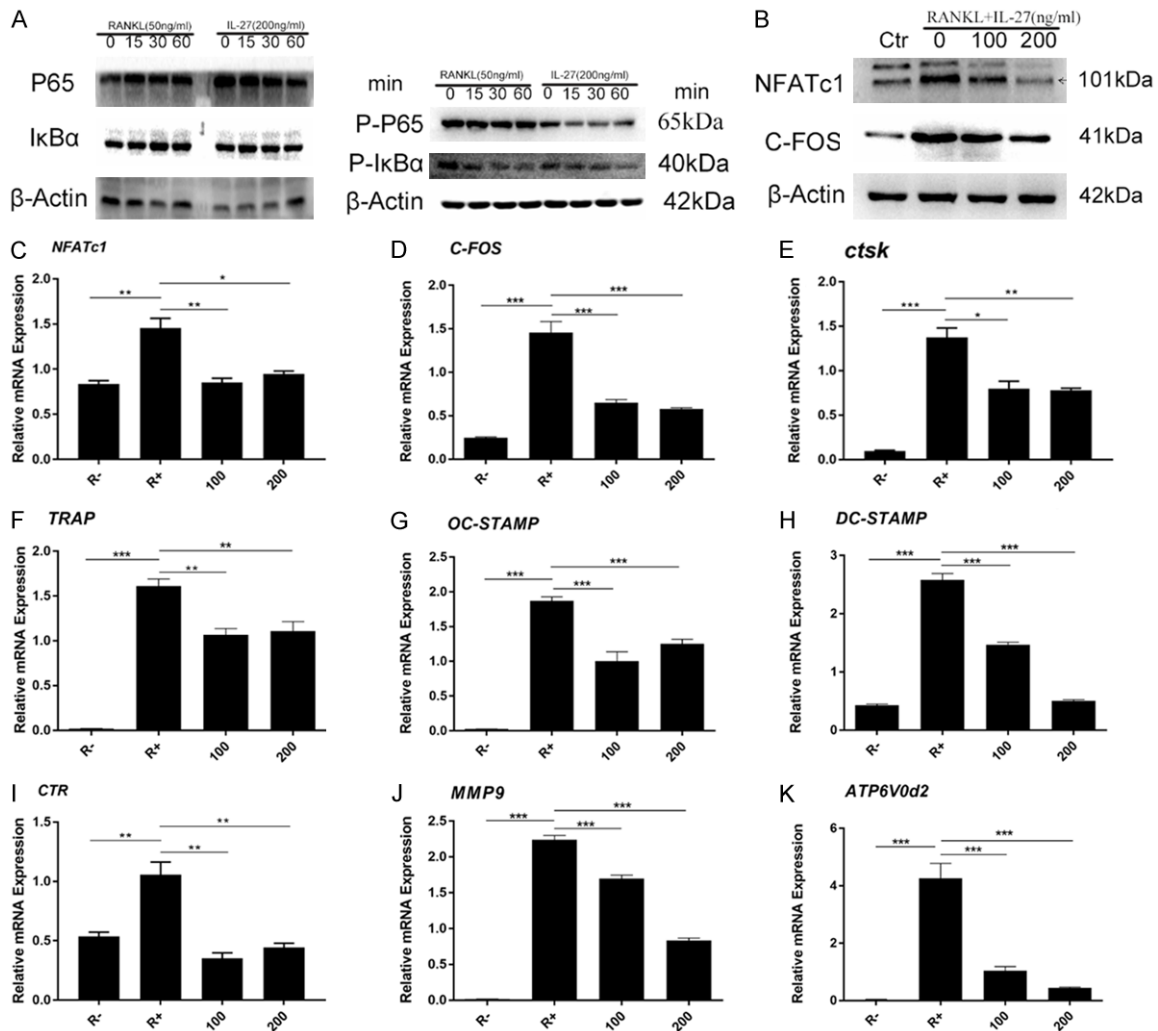 A
RANKL(50ng/ml) IL-27(200ng/ml)
0 15 30 60 0 15 30 60
P65
IκBα
β-Actin
min RANKL(50ng/ml) IL-27(200ng/ml) min
0 15 30 60 0 15 30 60
P-P65 65kDa
P-IκBα 40kDa
β-Actin 42kDa
B
RANKL+IL-27(ng/ml)
Ctr 0 100 200
NFATc1 101kDa
C-FOS 41kDa
β-Actin 42kDa
C NFATc1
Relative mRNA Expression
2.0
1.5
1.0
0.5
0.0
** ** *
R- R+ 100 200
D C-FOS
Relative mRNA Expression
2.0
1.5
1.0
0.5
0.0
*** *** ***
R- R+ 100 200
E ctsk
Relative mRNA Expression
2.0
1.5
1.0
0.5
0.0
*** * **
R- R+ 100 200
F TRAP
Relative mRNA Expression
2.0
1.5
1.0
0.5
0.0
*** ** **
R- R+ 100 200
G OC-STAMP
Relative mRNA Expression
2.5
2.0
1.5
1.0
0.5
0.0
*** *** ***
R- R+ 100 200
H DC-STAMP
Relative mRNA Expression
3
2
1
0
*** *** ***
R- R+ 100 200
I CTR
Relative mRNA Expression
1.5
1.0
0.5
0.0
** ** **
R- R+ 100 200
J MMP9
Relative mRNA Expression
2.5
2.0
1.5
1.0
0.5
0.0
*** *** ***
R- R+ 100 200
K ATP6V0d2
Relative mRNA Expression
6
4
2
0
*** *** ***
R- R+ 100 200